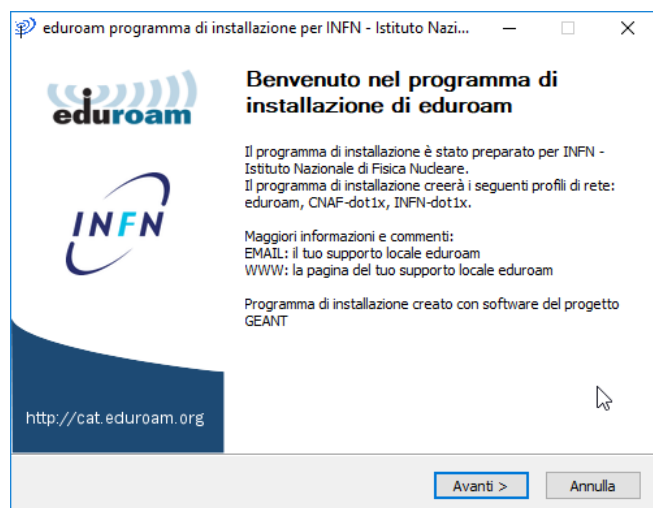 eduroam programma di installazione per INFN - Istituto Nazi...
eduroam
Benvenuto nel programma di
installazione di eduroam
Il programma di installazione è stato preparato per INFN -
Istituto Nazionale di Fisica Nucleare.
Il programma di installazione creerà i seguenti profili di rete:
eduroam, CNAF-dot1x, INFN-dot1x.
INFN
Maggiori informazioni e commenti:
EMAIL: il tuo supporto locale eduroam
WWW: la pagina del tuo supporto locale eduroam
Programma di installazione creato con software del progetto
GEANT
http://cat.eduroam.org
Avanti >
Annulla